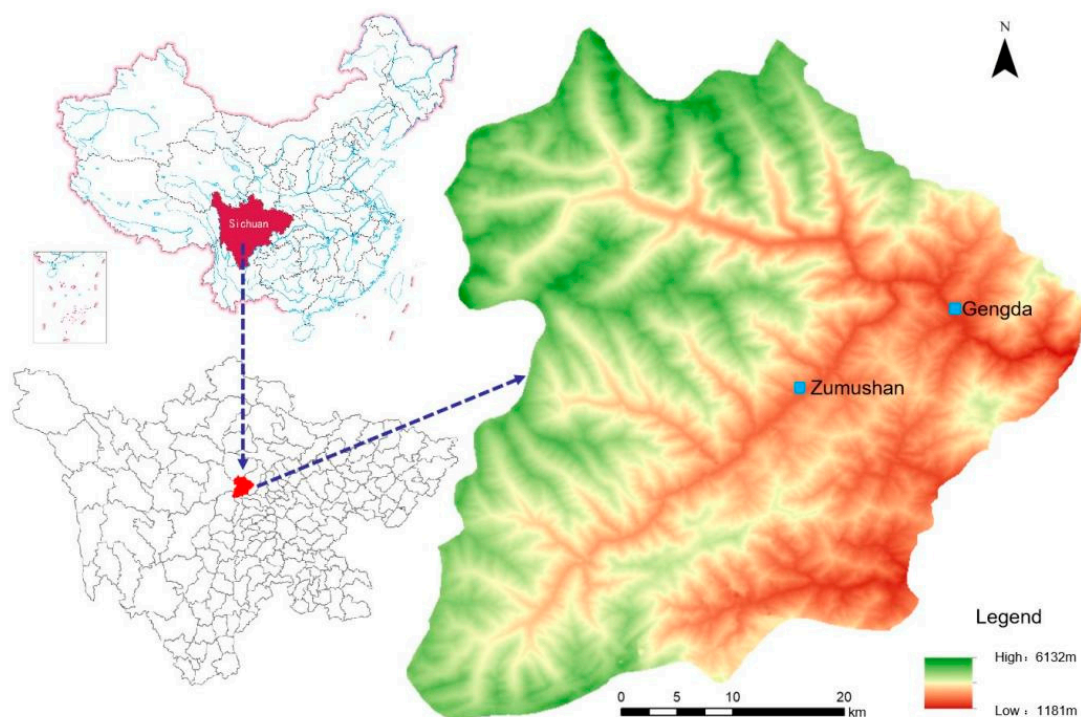 N
Sichuan
Gengda
Zumushan
Legend
High：6132m
Low：1181m
0 5 10 20
km